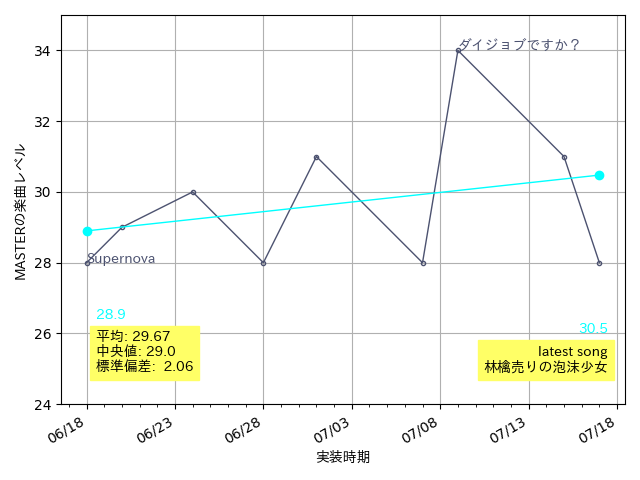 34
32
30
28
26
24
MASTERの楽曲レベル
ダイジョブですか？
Supernova
28.9
平均: 29.67
中央値: 29.0
標準偏差: 2.06
30.5
latest song
林檎売りの泡沫少女
06/18
06/23
06/28
07/03
07/08
07/13
07/18
実装時期